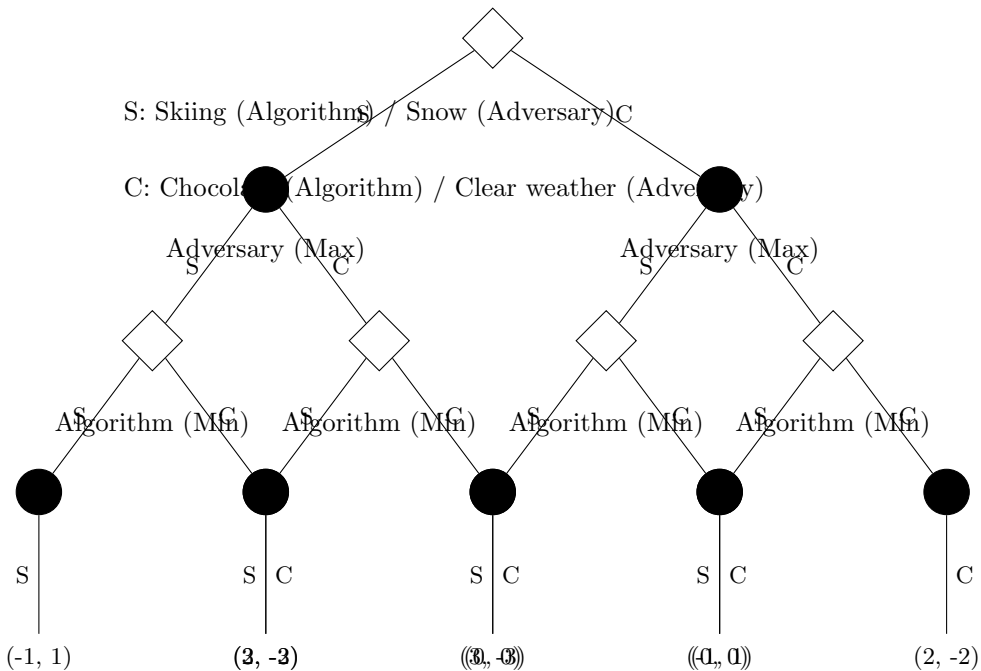 S: Skiing (Algorithm) / Snow (Adversary)
S C
C: Chocolate (Algorithm) / Clear weather (Adversary)
Adversary (Max) Adversary (Max)
S C S C
S C S C S C S C
Algorithm (Min) Algorithm (Min) Algorithm (Min) Algorithm (Min)
S S C S C S C C
(-1, 1) (2, -2)